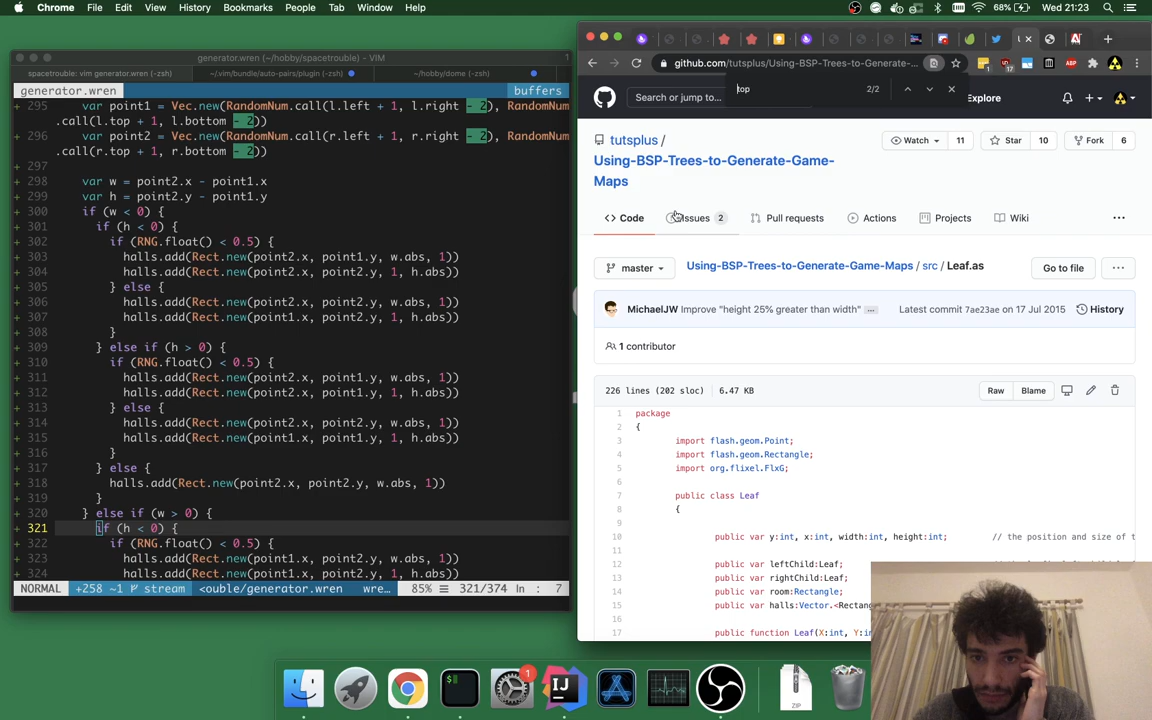 Chrome File Edit View History Bookmarks People Tab Window Help 68% Wed 21:23
generator.wren (~/hobby/spacetrouble) - VIM
spacetrouble: vim generator.wren (-zsh) ~/.vim/bundle/auto-pairs/plugin (-zsh) ~/hobby/dome (-zsh)
generator.wren buffers
295 var point1 = Vec.new(RandomNum.call(l.left + 1, l.right - 2), RandomNum
.call(l.top + 1, l.bottom - 2))
296 var point2 = Vec.new(RandomNum.call(r.left + 1, r.right - 2), RandomNum
.call(r.top + 1, r.bottom - 2))
+ 297
+ 298 var w = point2.x - point1.x
+ 299 var h = point2.y - point1.y
+ 300 if (w < 0) {
+ 301 if (h < 0) {
+ 302 if (RNG.float() < 0.5) {
+ 303 halls.add(Rect.new(point2.x, point1.y, w.abs, 1))
+ 304 halls.add(Rect.new(point2.x, point2.y, 1, h.abs))
+ 305 } else {
+ 306 halls.add(Rect.new(point2.x, point2.y, w.abs, 1))
+ 307 halls.add(Rect.new(point1.x, point2.y, 1, h.abs))
+ 308 }
+ 309 } else if (h > 0) {
+ 310 if (RNG.float() < 0.5) {
+ 311 halls.add(Rect.new(point2.x, point1.y, w.abs, 1))
+ 312 halls.add(Rect.new(point2.x, point1.y, 1, h.abs))
+ 313 } else {
+ 314 halls.add(Rect.new(point2.x, point2.y, w.abs, 1))
+ 315 halls.add(Rect.new(point1.x, point1.y, 1, h.abs))
+ 316 }
+ 317 } else {
+ 318 halls.add(Rect.new(point2.x, point2.y, w.abs, 1))
+ 319 }
+ 320 } else if (w > 0) {
+ 321 if (h < 0) {
+ 322 if (RNG.float() < 0.5) {
+ 323 halls.add(Rect.new(point1.x, point2.y, w.abs, 1))
+ 324 halls.add(Rect.new(point1.x, point2.y, 1, h.abs))
NORMAL +258 ~1 stream <ouble/generator.wren wre… 85% 321/374 ln : 7
github.com/tutsplus/Using-BSP-Trees-to-Generate-…
top 2/2
Search or jump to… Explore
tutsplus /
Using-BSP-Trees-to-Generate-Game-
Maps
Watch 11 Star 10 Fork 6
Code Issues 2 Pull requests Actions Projects Wiki
master Using-BSP-Trees-to-Generate-Game-Maps / src / Leaf.as Go to file
MichaelJW Improve "height 25% greater than width" Latest commit 7ae23ae on 17 Jul 2015 History
1 contributor
226 lines (202 sloc) 6.47 KB Raw Blame
1 package
2 {
3 import flash.geom.Point;
4 import flash.geom.Rectangle;
5 import org.flixel.FlxG;
6
7 public class Leaf
8 {
9
10 public var y:int, x:int, width:int, height:int; // the position and size of t
11
12 public var leftChild:Leaf;
13 public var rightChild:Leaf;
14 public var room:Rectangle;
15 public var halls:Vector.<Rectang
16
17 public function Leaf(X:int, Y:in
1
ZIP